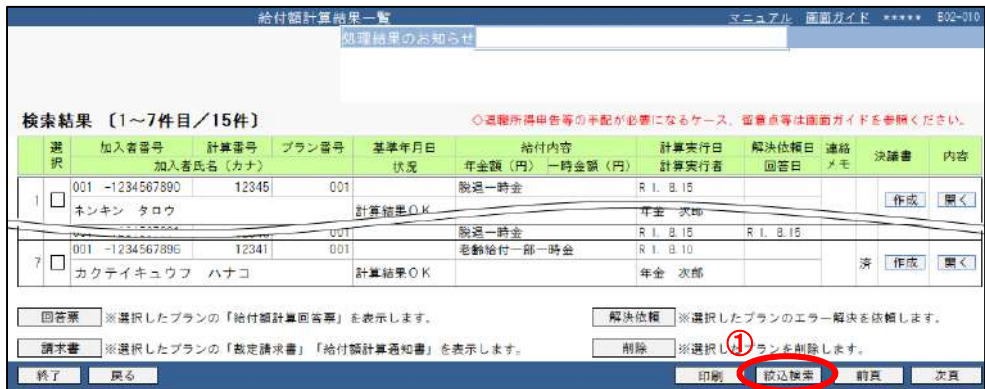 給付額計算結果一覧 マニュアル 画面ガイド ***** B02-010
処理結果のお知らせ
検索結果 〔1～7件目／15件〕 ◇退職所得申告等の手配が必要になるケース、留意点等は画面ガイドを参照ください。
選択 加入者番号 計算番号 プラン番号 基準年月日 給付内容 計算実行日 解決依頼日 連絡メモ 決議書 内容
加入者氏名（カナ） 状況 年金額（円） 一時金額（円） 計算実行者 回答日
1 001 -1234567890 12345 001 脱退一時金 R 1. 8.15 作成 開く
ネンキン タロウ 計算結果ＯＫ 年金 次郎
001 脱退一時金 R 1. 8.15 R 1. 8.15
7 001 -1234567896 12341 001 老齢給付一部一時金 R 1. 8.10 済 作成 開く
カクテイキュウフ ハナコ 計算結果ＯＫ 年金 次郎
回答票 ※選択したプランの「給付額計算回答票」を表示します。 解決依頼 ※選択したプランのエラー解決を依頼します。
請求書 ※選択したプランの「裁定請求書」「給付額計算通知書」を表示します。 削除 ※選択したプランを削除します。
①
終了 戻る 印刷 絞込検索 前頁 次頁